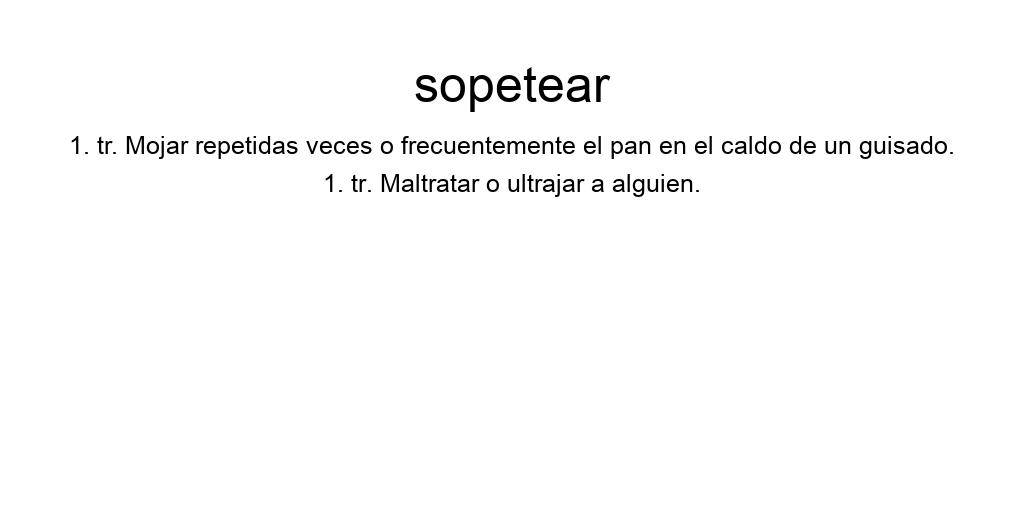 sopetear
1. tr. Mojar repetidas veces o frecuentemente el pan en el caldo de un guisado.
1. tr. Maltratar o ultrajar a alguien.